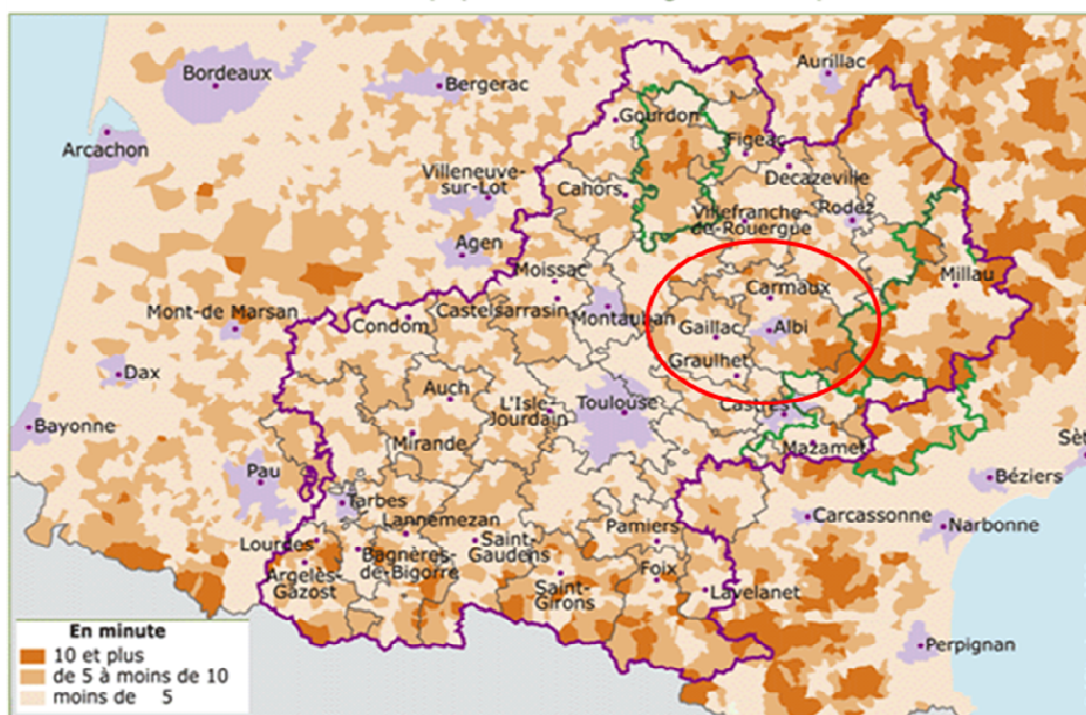 Bordeaux
Bergerac
Aurillac
Arcachon
Gourdon
Figeac
Villeneuve-
sur-Lot
Decazeville
Cahors
Villefranche-
de-Rouergue
Rodez
Agen
Moissac
Millau
Mont-de Marsan
Condom
Castelsarrasin
Montauban
Carmaux
Gaillac
Albi
Graulhet
Dax
Auch
L'Isle-
Jourdain
Toulouse
Castres
Bayonne
Mirande
Mazamet
Sèt
Pau
Tarbes
Béziers
Lannemezan
Carcassonne
Narbonne
Lourdes
Bagnères-
de-Bigorre
Saint-
Gaudens
Pamiers
Argelès-
Gazost
Saint-
Girons
Foix
Lavelanet
Perpignan
En minute
10 et plus
de 5 à moins de 10
moins de 5